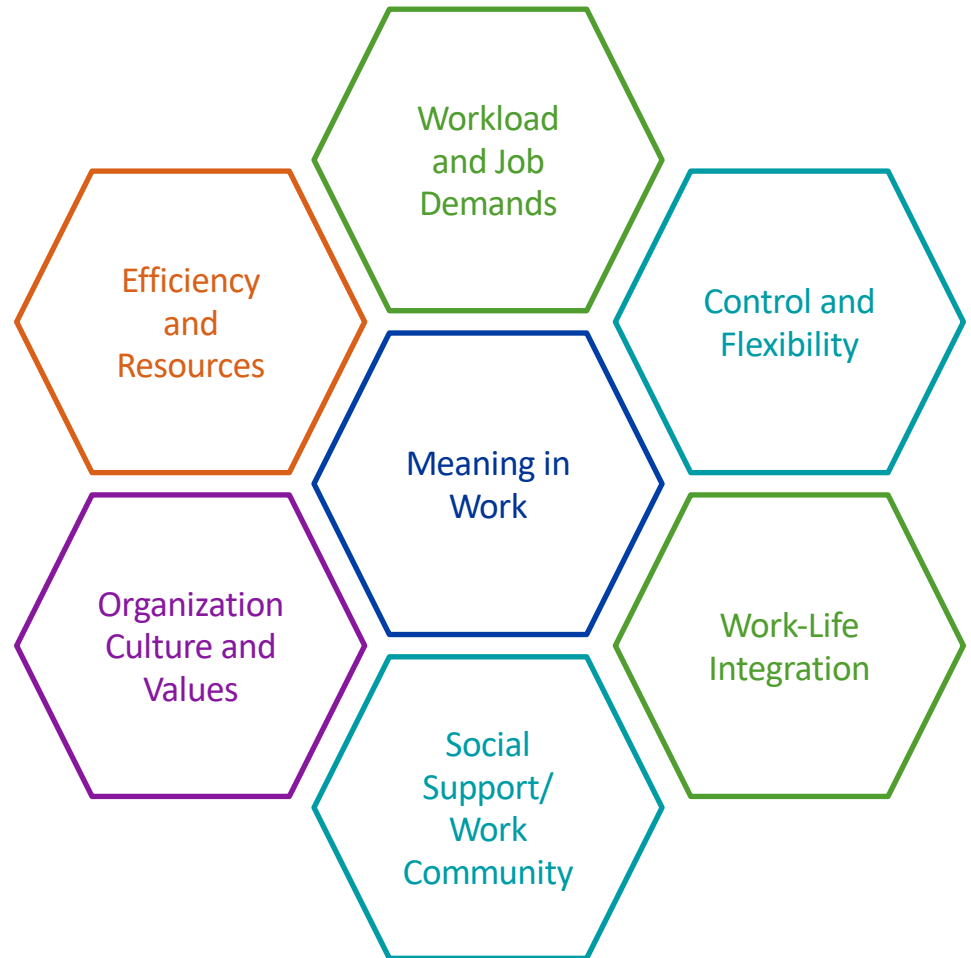 Workload
and Job
Demands
Efficiency
and
Resources
Control and
Flexibility
Meaning in
Work
Organization
Culture and
Values
Work-Life
Integration
Social
Support/
Work
Community